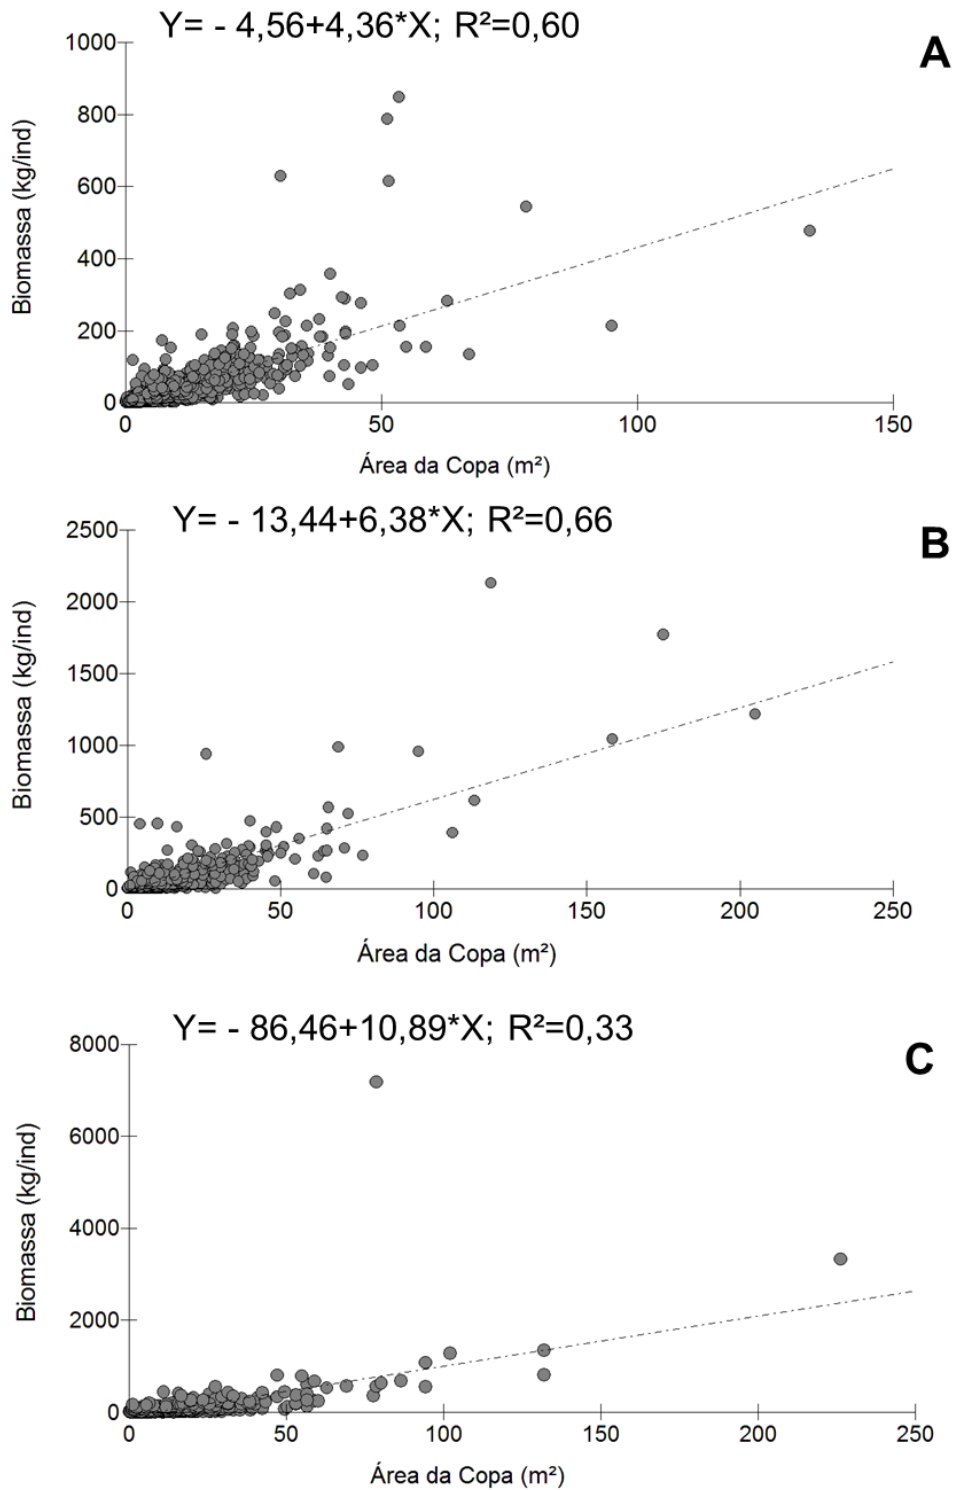 Y= - 4,56+4,36*X; R²=0,60
A
1000
800
600
400
200
0
Biomassa (kg/ind)
0 50 100 150
Área da Copa (m²)
Y= - 13,44+6,38*X; R²=0,66
B
2500
2000
1500
1000
500
0
Biomassa (kg/ind)
0 50 100 150 200 250
Área da Copa (m²)
Y= - 86,46+10,89*X; R²=0,33
C
8000
6000
4000
2000
0
Biomassa (kg/ind)
0 50 100 150 200 250
Área da Copa (m²)